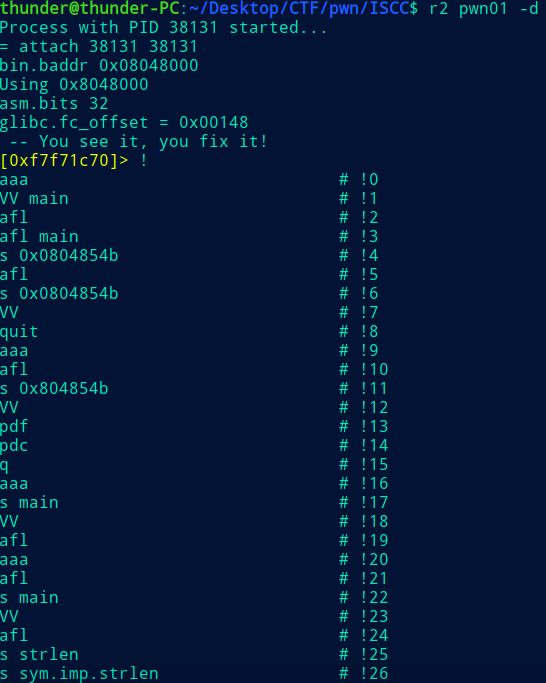 thunder@thunder-PC:~/Desktop/CTF/pwn/ISCC$ r2 pwn01 -d
Process with PID 38131 started...
= attach 38131 38131
bin.baddr 0x08048000
Using 0x8048000
asm.bits 32
glibc.fc_offset = 0x00148
 -- You see it, you fix it!
[0xf7f71c70]> !
aaa # !0
VV main # !1
afl # !2
afl main # !3
s 0x0804854b # !4
afl # !5
s 0x0804854b # !6
VV # !7
quit # !8
aaa # !9
afl # !10
s 0x804854b # !11
VV # !12
pdf # !13
pdc # !14
q # !15
aaa # !16
s main # !17
VV # !18
afl # !19
aaa # !20
afl # !21
s main # !22
VV # !23
afl # !24
s strlen # !25
s sym.imp.strlen # !26